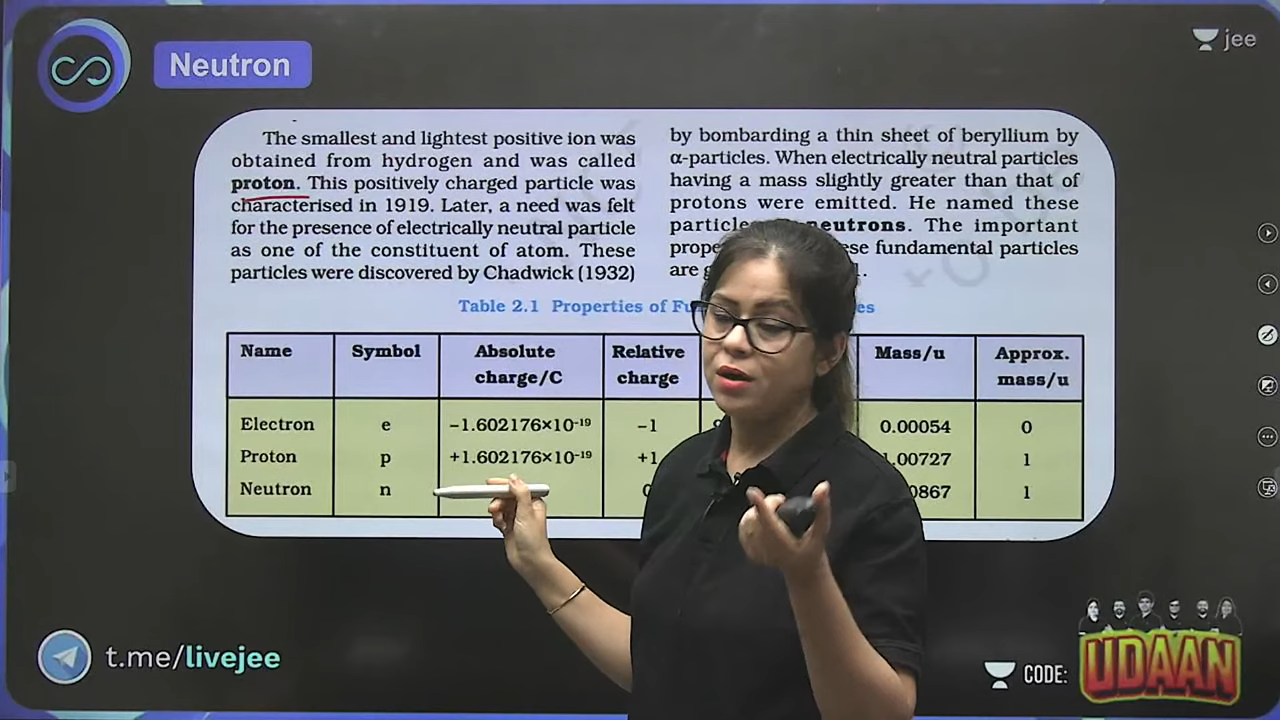 Neutron
jee
The smallest and lightest positive ion was
obtained from hydrogen and was called
proton. This positively charged particle was
characterised in 1919. Later, a need was felt
for the presence of electrically neutral particle
as one of the constituent of atom. These
particles were discovered by Chadwick (1932)
by bombarding a thin sheet of beryllium by
α-particles. When electrically neutral particles
having a mass slightly greater than that of
protons were emitted. He named these
neutrons. The important
fundamental particles
are
Table 2.1 Properties of
Name Symbol Absolute charge/C Relative charge Mass/u Approx. mass/u
Electron e −1.602176×10⁻¹⁹ −1 0.00054 0
Proton p +1.602176×10⁻¹⁹ +1 1.00727 1
Neutron n 1
t.me/livejee
CODE: UDAAN